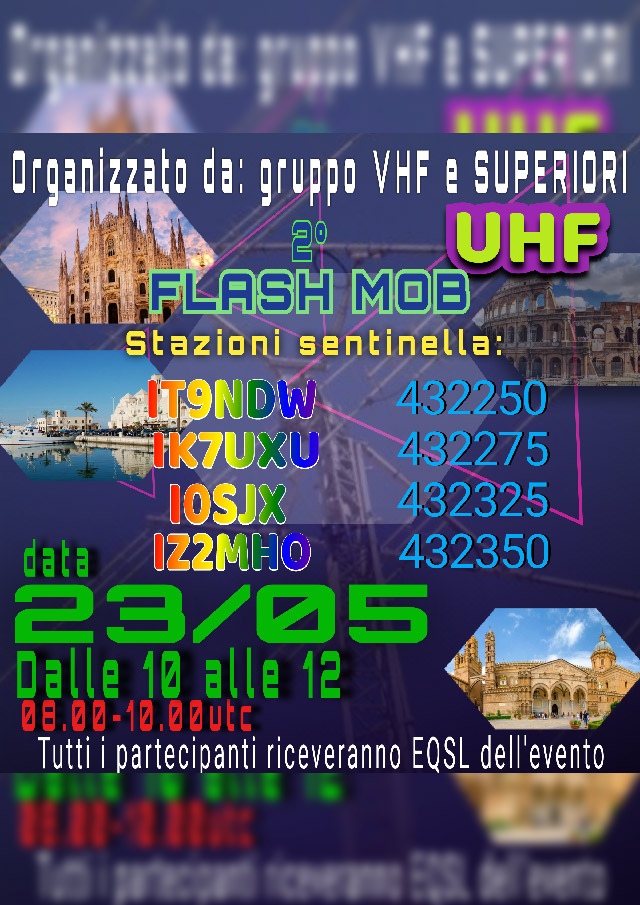 Organizzato da: gruppo VHF e SUPERIORI
UHF
2°
FLASH MOB
Stazioni sentinella:
IT9NDW 432250
IK7UXU 432275
I0SJX 432325
IZ2MHO 432350
data
23/05
Dalle 10 alle 12
08.00-10.00utc
Tutti i partecipanti riceveranno EQSL dell'evento